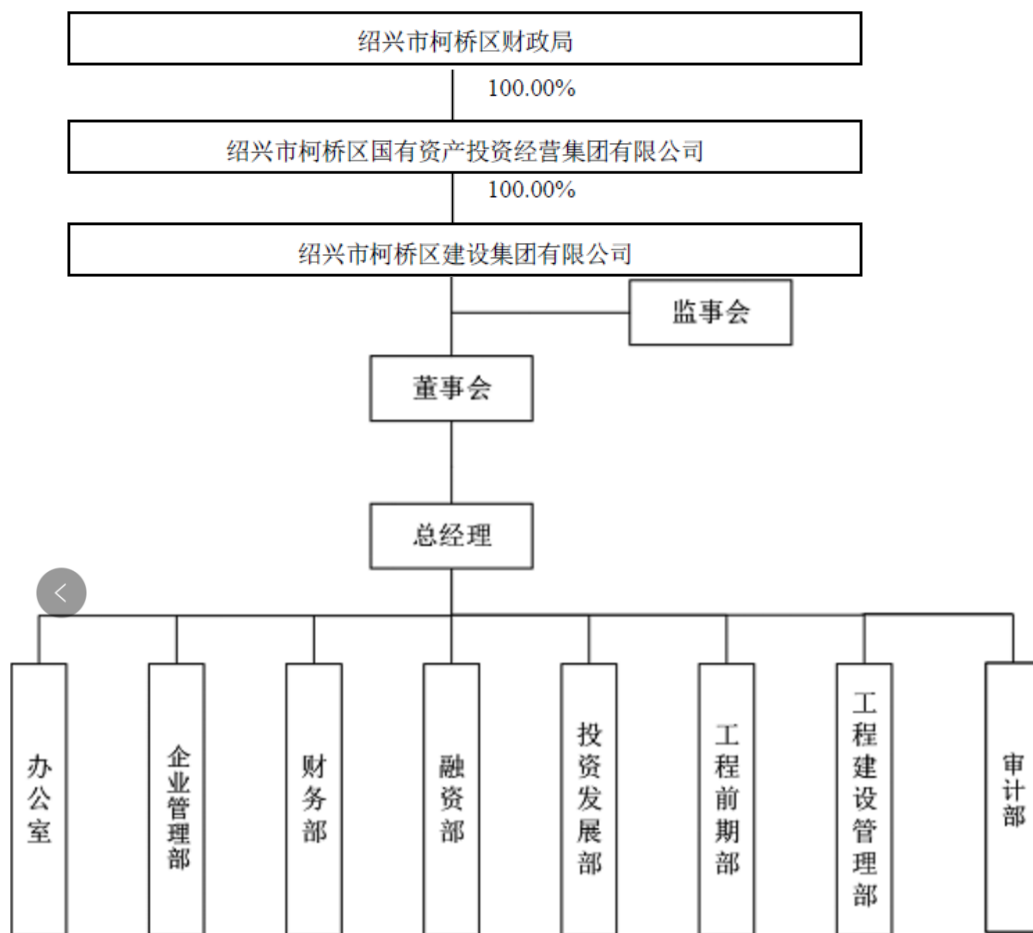 绍兴市柯桥区财政局
100.00%
绍兴市柯桥区国有资产投资经营集团有限公司
100.00%
绍兴市柯桥区建设集团有限公司
监事会
董事会
总经理
办公室
企业管理部
财务部
融资部
投资发展部
工程前期部
工程建设管理部
审计部